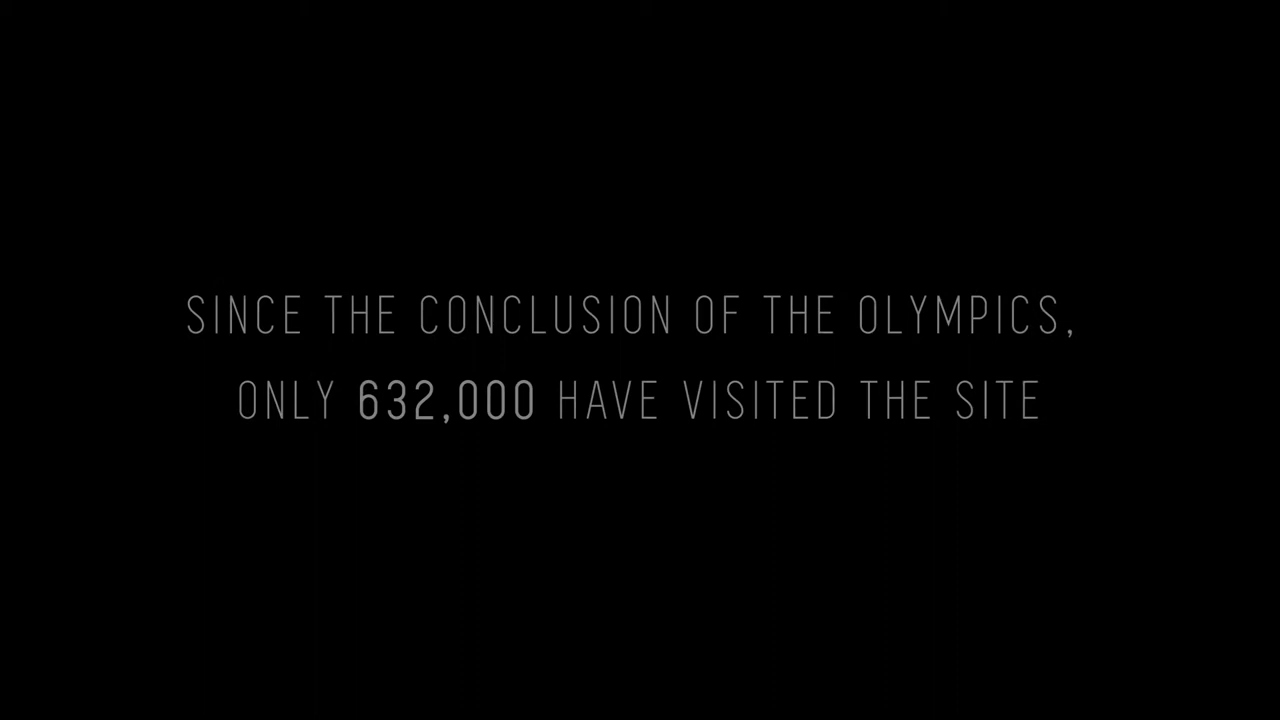 SINCE THE CONCLUSION OF THE OLYMPICS,
ONLY 632,000 HAVE VISITED THE SITE